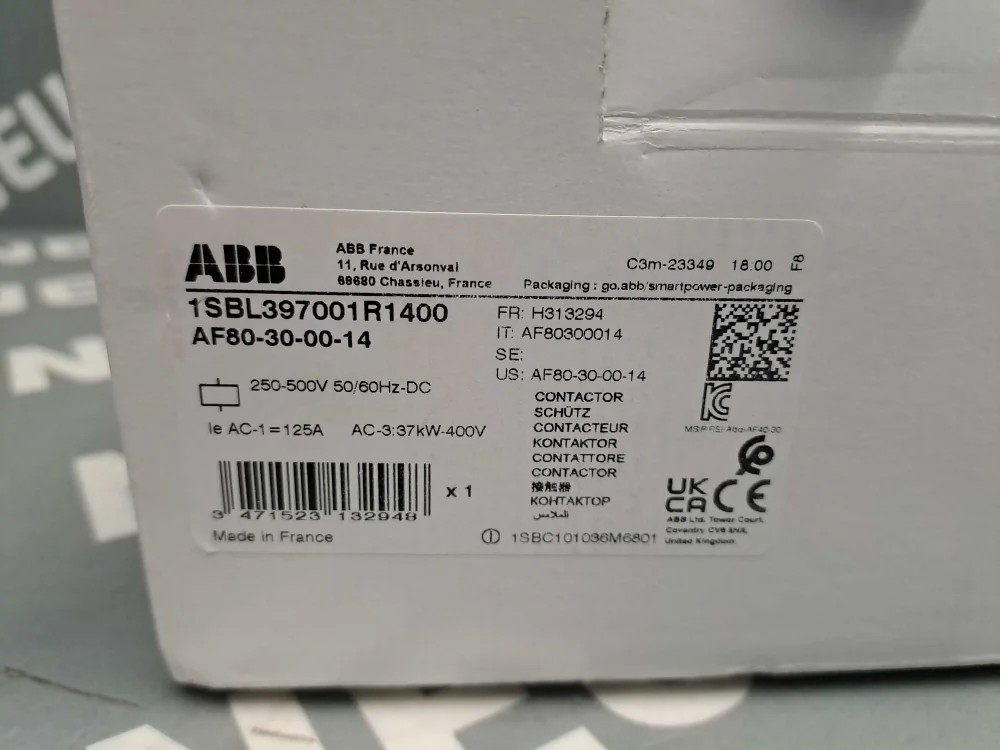 ABB
ABB France
11, Rue d'Arsonval
69680 Chassieu, France
C3m-23349 18:00 F8
Packaging : go.abb/smartpower-packaging
1SBL397001R1400
AF80-30-00-14
FR: H313294
IT: AF80300014
SE:
US: AF80-30-00-14
250-500V 50/60Hz-DC
Ie AC-1=125A AC-3:37kW-400V
CONTACTOR
SCHÜTZ
CONTACTEUR
KONTAKTOR
CONTATTORE
CONTACTOR
接触器
КОНТАКТОР
الملامس
x 1
3 471523 132948
Made in France
1SBC101036M6801
UK
CA CE
ABB Ltd. Tower Court,
Coventry CV6 5NX,
United Kingdom